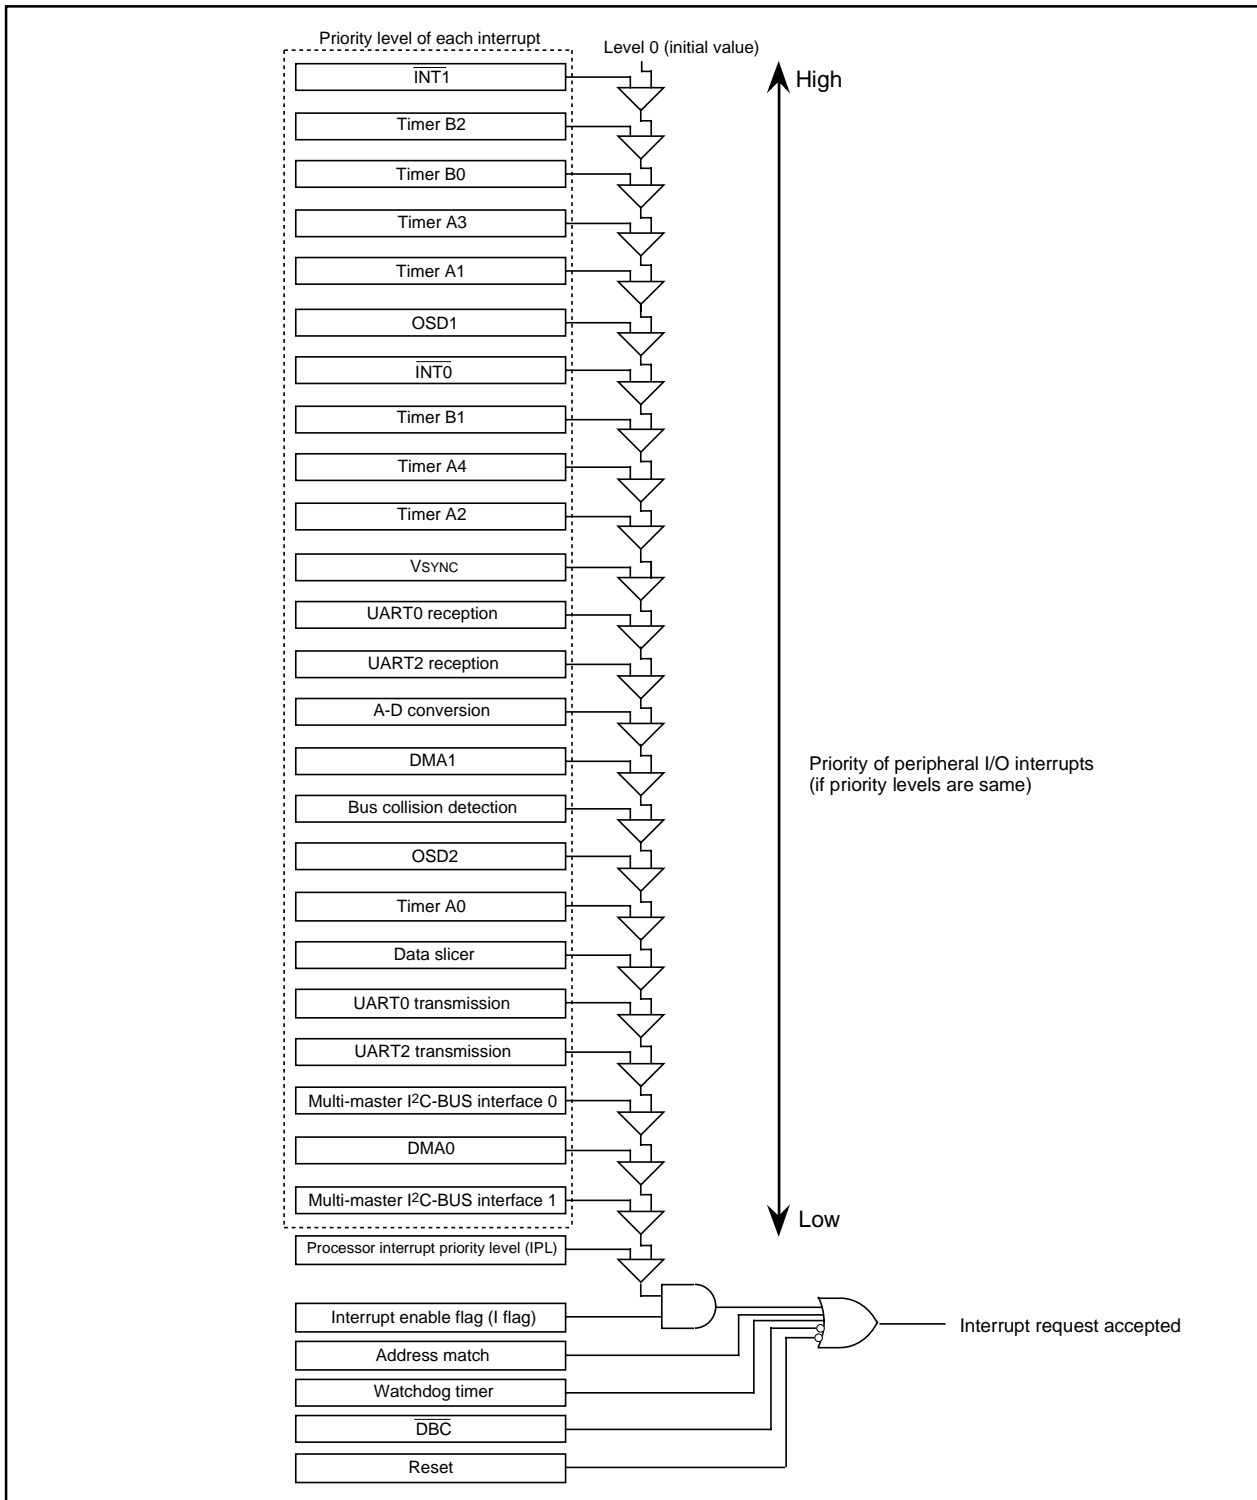 Priority level of each interrupt
Level 0 (initial value)
INT1
High
Timer B2
Timer B0
Timer A3
Timer A1
OSD1
INT0
Timer B1
Timer A4
Timer A2
VSYNC
UART0 reception
UART2 reception
A-D conversion
DMA1
Priority of peripheral I/O interrupts
(if priority levels are same)
Bus collision detection
OSD2
Timer A0
Data slicer
UART0 transmission
UART2 transmission
Multi-master I²C-BUS interface 0
DMA0
Multi-master I²C-BUS interface 1
Low
Processor interrupt priority level (IPL)
Interrupt enable flag (I flag)
Interrupt request accepted
Address match
Watchdog timer
DBC
Reset